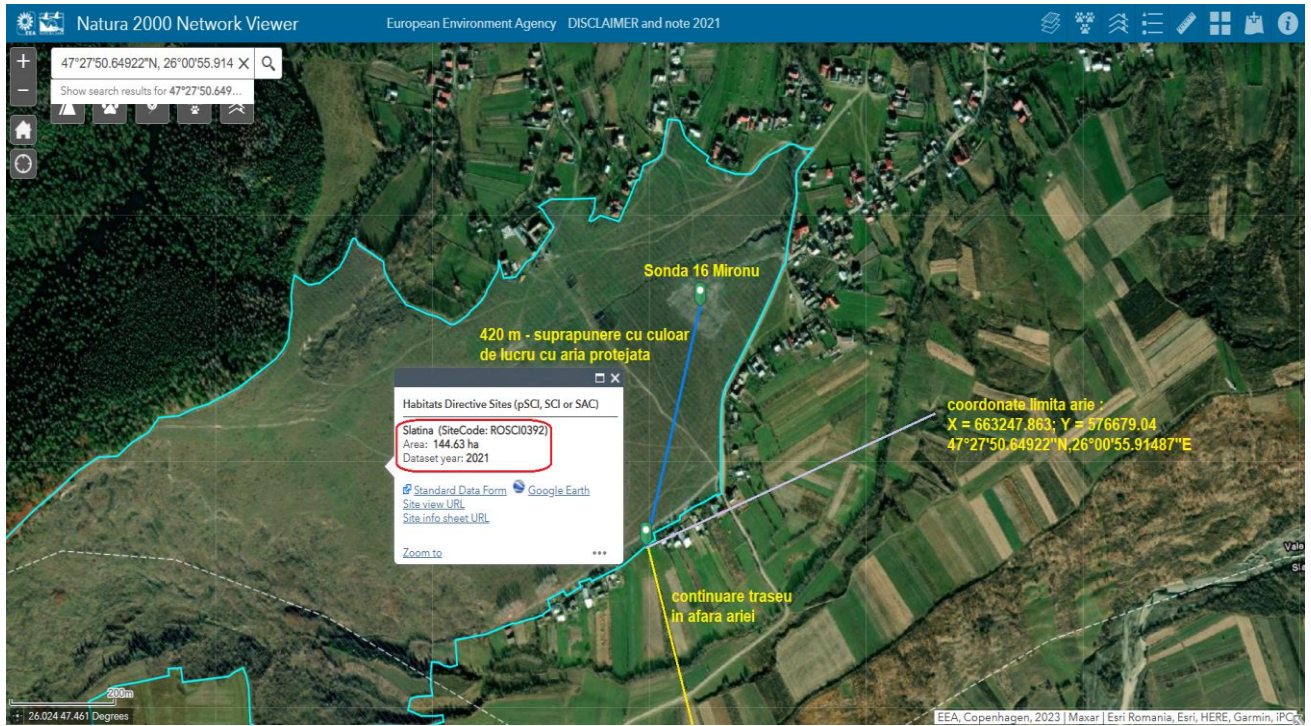 EEA
Natura 2000 Network Viewer
European Environment Agency
DISCLAIMER and note 2021
47°27'50.64922"N, 26°00'55.914
Show search results for 47°27'50.649...
Sonda 16 Mironu
420 m - suprapunere cu culoar
de lucru cu aria protejata
Habitats Directive Sites (pSCI, SCI or SAC)
Slatina (SiteCode: ROSCI0392)
Area: 144.63 ha
Dataset year: 2021
Standard Data Form Google Earth
Site view URL
Site info sheet URL
Zoom to
coordonate limita arie :
X = 663247.863; Y = 576679.04
47°27'50.64922"N,26°00'55.91487"E
continuare traseu
in afara ariei
Vale
200m
26.024 47.461 Degrees
EEA, Copenhagen, 2023 | Maxar | Esri Romania, Esri, HERE, Garmin, iPC